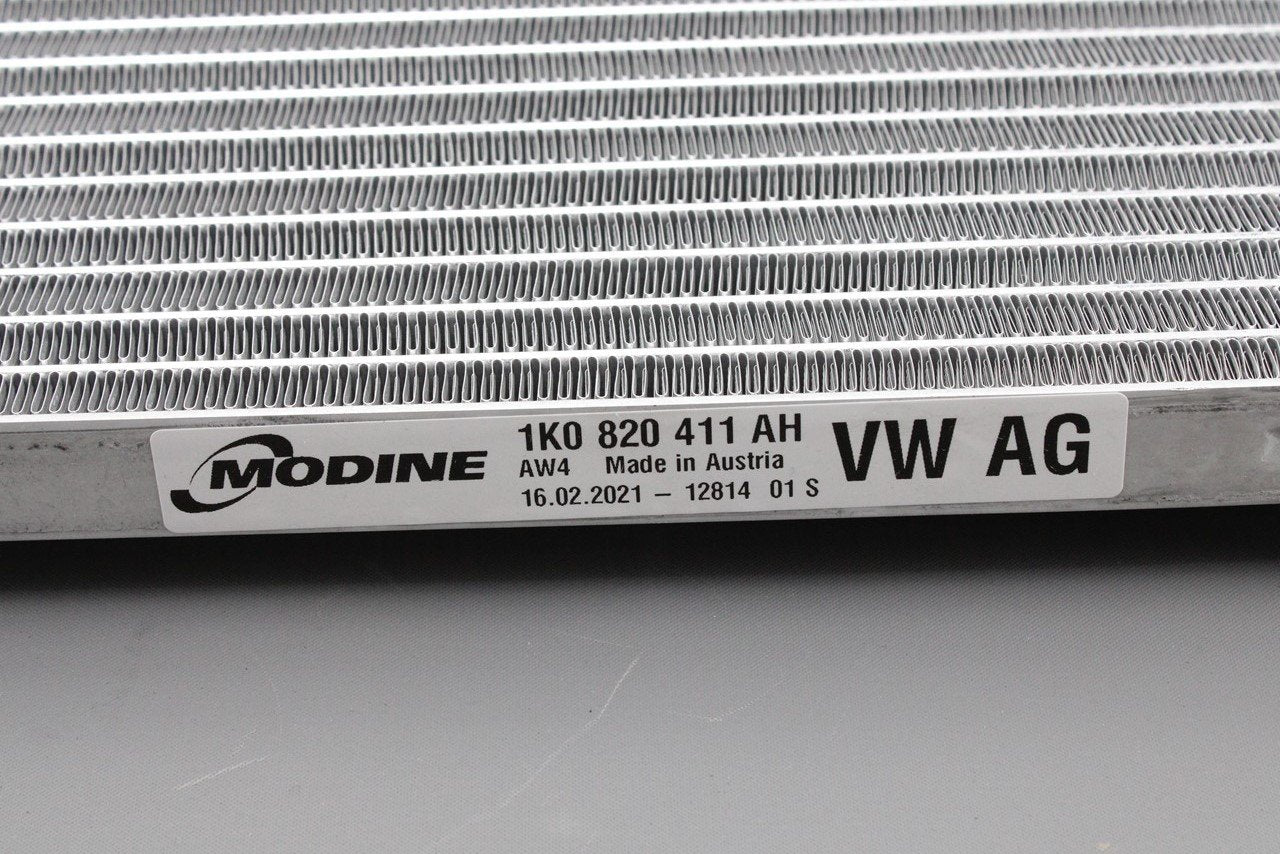 MODINE
1K0 820 411 AH
AW4 Made in Austria
16.02.2021 – 12814 01 S
VW AG